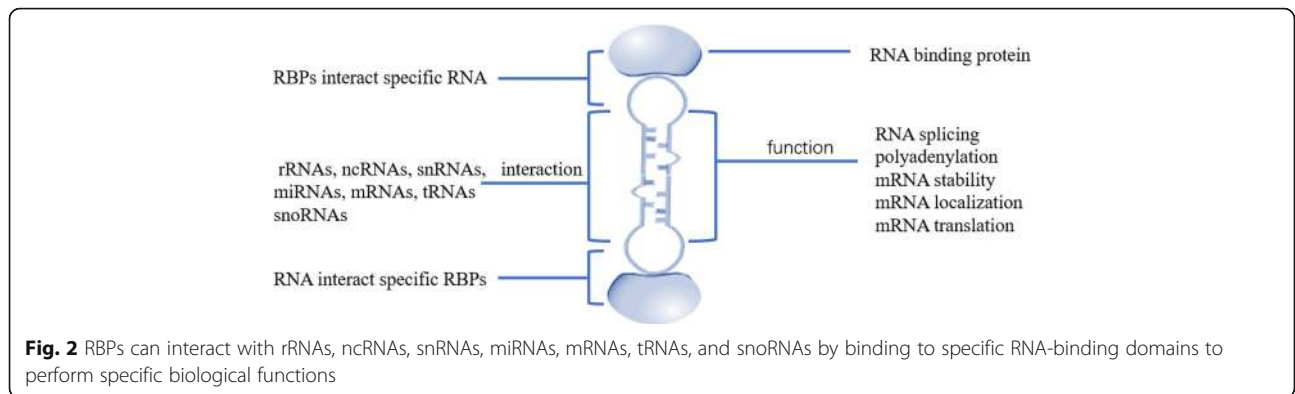 RNA binding protein
RBPs interact specific RNA
function
RNA splicing
polyadenylation
mRNA stability
mRNA localization
mRNA translation
rRNAs, ncRNAs, snRNAs,
miRNAs, mRNAs, tRNAs
snoRNAs
interaction
RNA interact specific RBPs
Fig. 2 RBPs can interact with rRNAs, ncRNAs, snRNAs, miRNAs, mRNAs, tRNAs, and snoRNAs by binding to specific RNA-binding domains to
perform specific biological functions